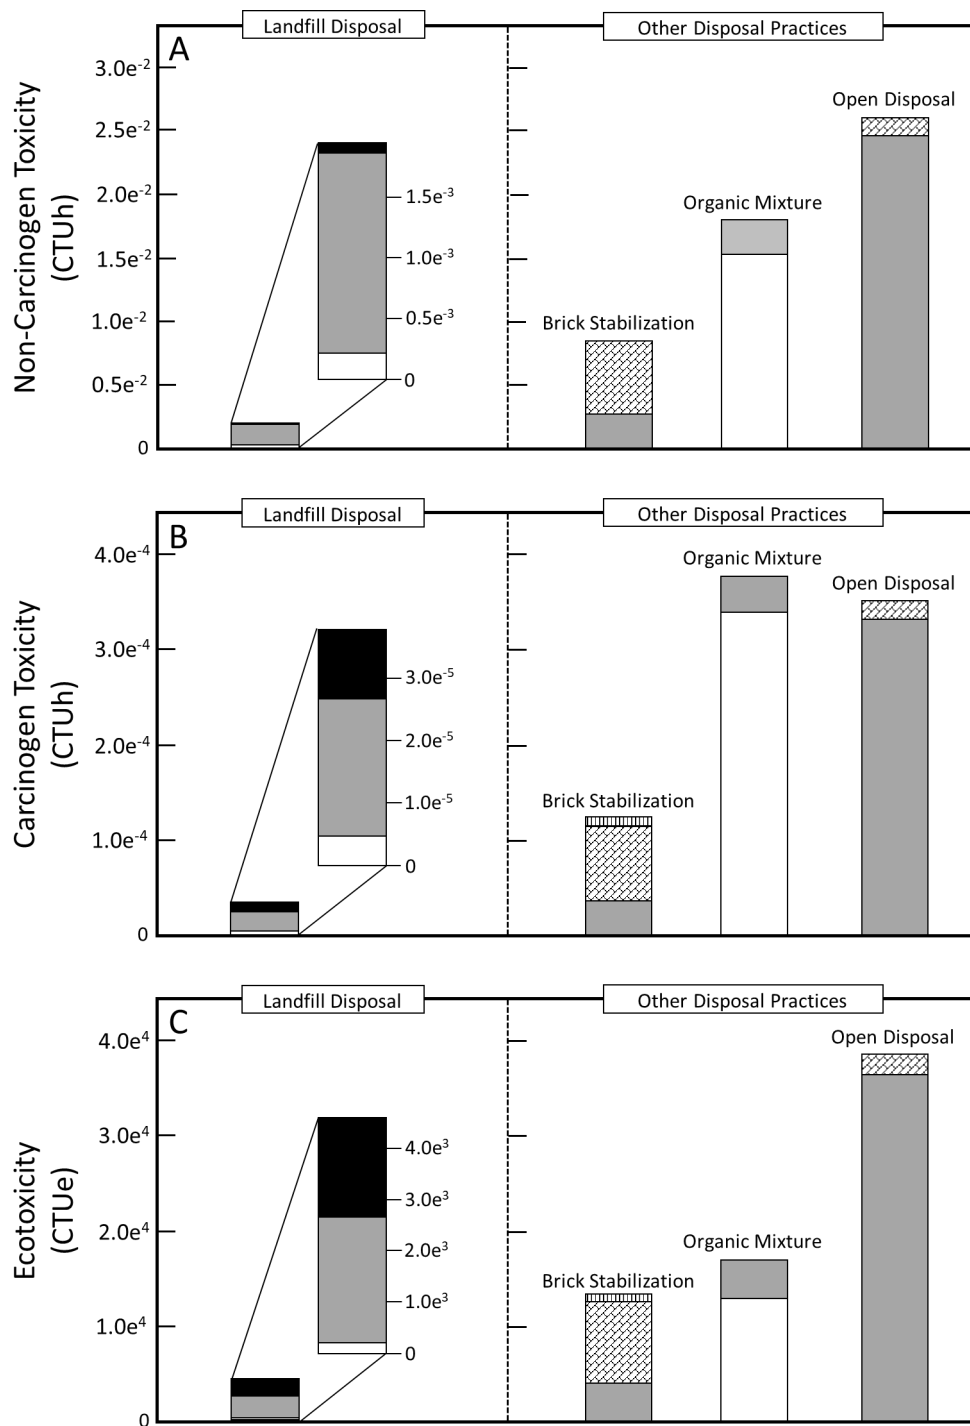 Landfill Disposal
Other Disposal Practices
A
Non-Carcinogen Toxicity
(CTUh)
3.0e-2
2.5e-2
2.0e-2
1.5e-2
1.0e-2
0.5e-2
0
1.5e-3
1.0e-3
0.5e-3
0
Brick Stabilization
Organic Mixture
Open Disposal
Landfill Disposal
Other Disposal Practices
B
Carcinogen Toxicity
(CTUh)
4.0e-4
3.0e-4
2.0e-4
1.0e-4
0
3.0e-5
2.0e-5
1.0e-5
0
Brick Stabilization
Organic Mixture
Open Disposal
Landfill Disposal
Other Disposal Practices
C
Ecotoxicity
(CTUe)
4.0e4
3.0e4
2.0e4
1.0e4
0
4.0e3
3.0e3
2.0e3
1.0e3
0
Brick Stabilization
Organic Mixture
Open Disposal